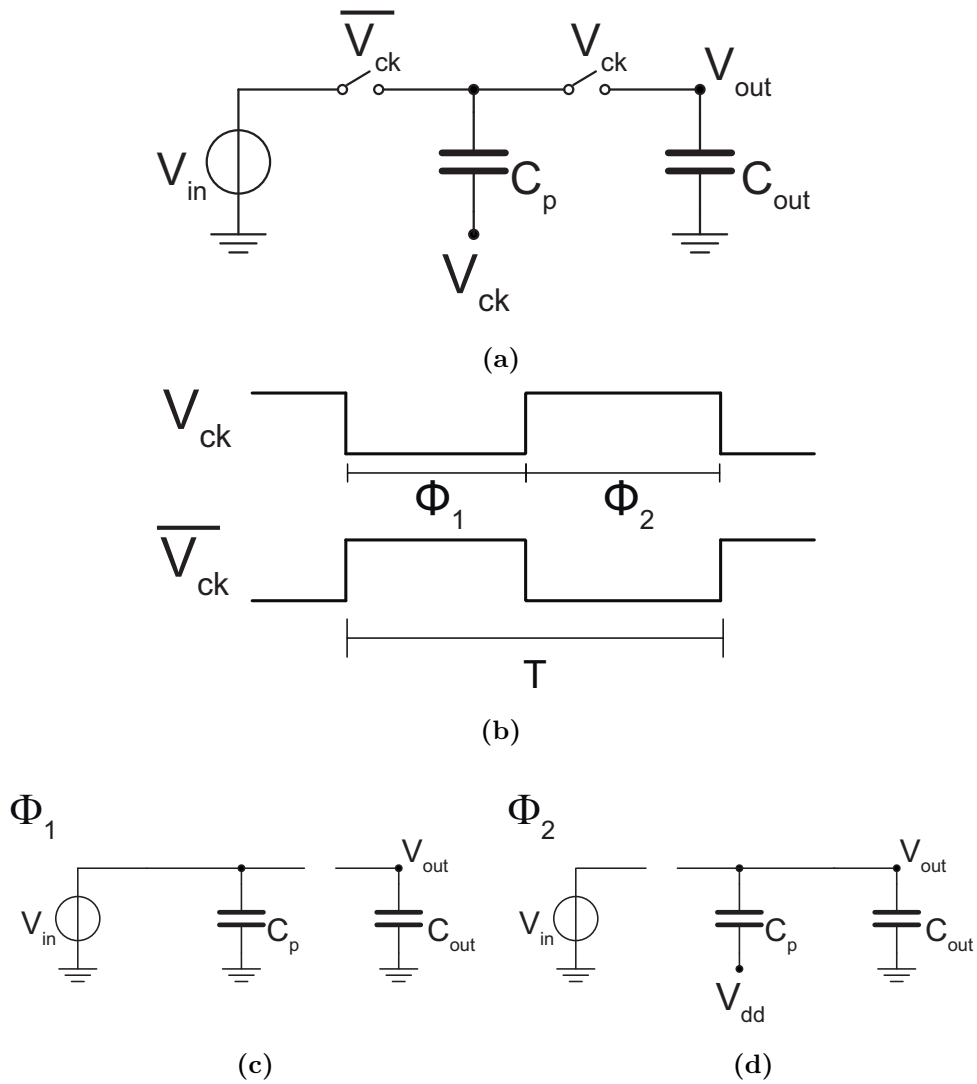 V̅ck Vck Vout
Vin Cp Cout
Vck
(a)
Vck
Φ1 Φ2
V̅ck
T
(b)
Φ1 Φ2
Vout Vout
Vin Cp Cout Vin Cp Cout
Vdd
(c) (d)